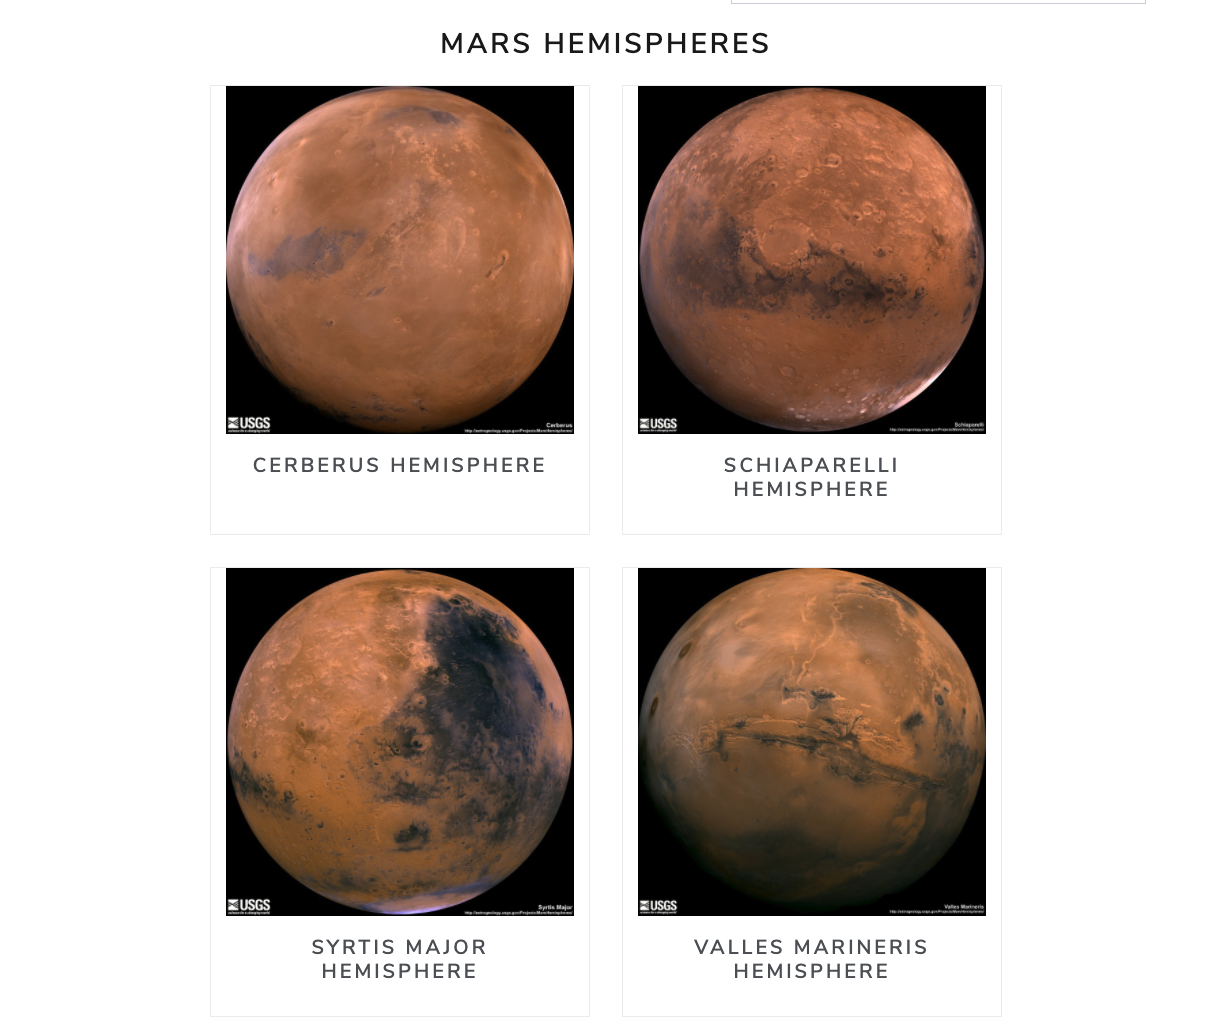 MARS HEMISPHERES
USGS
Cerberus
USGS
Schiaparelli
CERBERUS HEMISPHERE
SCHIAPARELLI
HEMISPHERE
USGS
Syrtis Major
USGS
Valles Marineris
SYRTIS MAJOR
HEMISPHERE
VALLES MARINERIS
HEMISPHERE